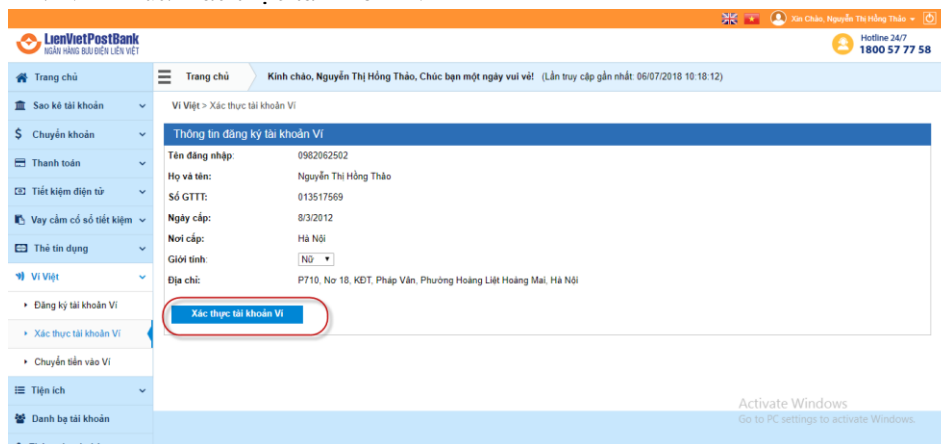 Xin Chào, Nguyễn Thị Hồng Thảo
LienVietPostBank
NGÂN HÀNG BƯU ĐIỆN LIÊN VIỆT
Hotline 24/7
1800 57 77 58
Trang chủ
Trang chủ
Kính chào, Nguyễn Thị Hồng Thảo, Chúc bạn một ngày vui vẻ! (Lần truy cập gần nhất: 06/07/2018 10:18:12)
Sao kê tài khoản
Chuyển khoản
Thanh toán
Tiết kiệm điện tử
Vay cầm cố sổ tiết kiệm
Thẻ tín dụng
Ví Việt
Đăng ký tài khoản Ví
Xác thực tài khoản Ví
Chuyển tiền vào Ví
Tiện ích
Danh bạ tài khoản
Ví Việt > Xác thực tài khoản Ví
Thông tin đăng ký tài khoản Ví
Tên đăng nhập: 0982062502
Họ và tên: Nguyễn Thị Hồng Thảo
Số GTTT: 013517569
Ngày cấp: 8/3/2012
Nơi cấp: Hà Nội
Giới tính: Nữ
Địa chỉ: P710, Nơ 18, KĐT, Pháp Vân, Phường Hoàng Liệt Hoàng Mai, Hà Nội
Xác thực tài khoản Ví
Activate Windows
Go to PC settings to activate Windows.